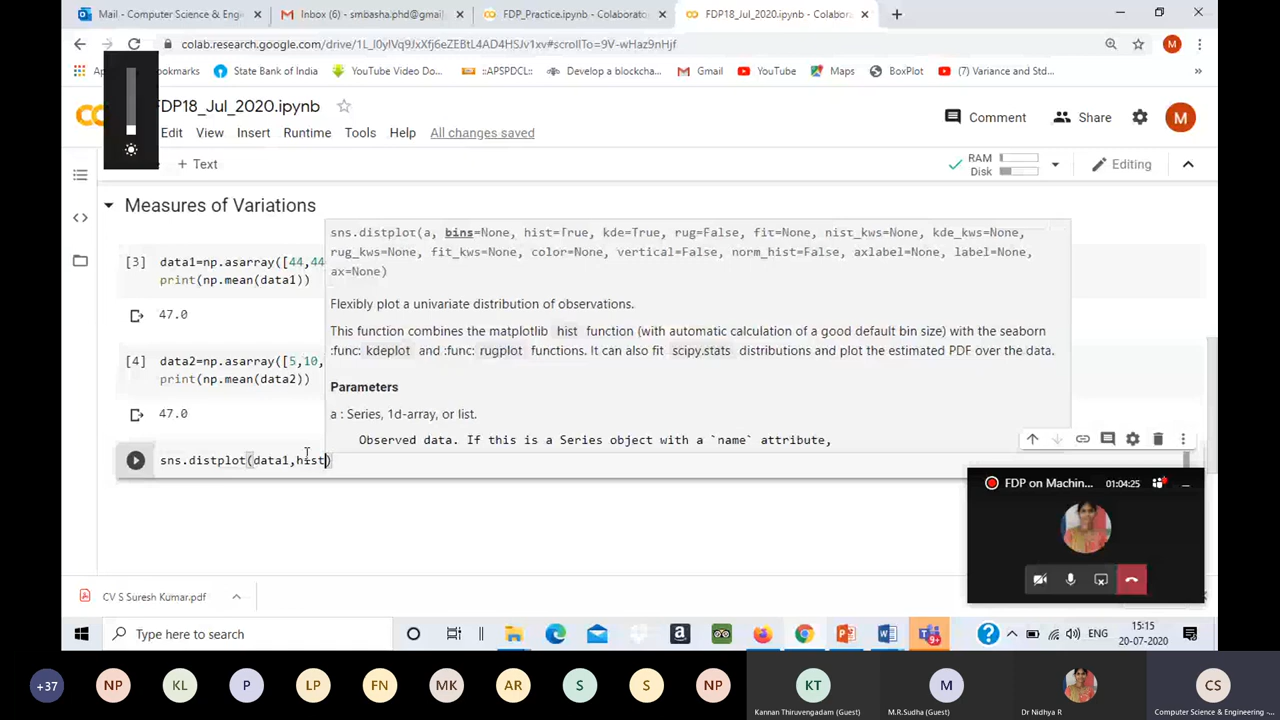 Mail - Computer Science & Engi
Inbox (6) - smbasha.phd@gmai
FDP_Practice.ipynb - Colaborato
FDP18_Jul_2020.ipynb - Colabora
colab.research.google.com/drive/1L_l0ylVq9JxXfj6eZEBtL4AD4HSJv1xv#scrollTo=9V-wHaz9nHjf
M
Ap
okmarks
State Bank of India
YouTube Video Do...
::APSPDCL::
Develop a blockcha...
Gmail
YouTube
Maps
BoxPlot
(7) Variance and Std...
»
FDP18_Jul_2020.ipynb
Comment
Share
M
Edit
View
Insert
Runtime
Tools
Help
All changes saved
+ Text
RAM
Disk
Editing
Measures of Variations
sns.distplot(a, bins=None, hist=True, kde=True, rug=False, fit=None, hist_kws=None, kde_kws=None,
rug_kws=None, fit_kws=None, color=None, vertical=False, norm_hist=False, axlabel=None, label=None,
ax=None)
[3] data1=np.asarray([44,44
print(np.mean(data1))
47.0
Flexibly plot a univariate distribution of observations.
This function combines the matplotlib hist function (with automatic calculation of a good default bin size) with the seaborn
:func: kdeplot and :func: rugplot functions. It can also fit scipy.stats distributions and plot the estimated PDF over the data.
[4] data2=np.asarray([5,10,
print(np.mean(data2))
47.0
Parameters
a : Series, 1d-array, or list.
Observed data. If this is a Series object with a `name` attribute,
sns.distplot(data1,hist)
FDP on Machin...
01:04:25
CV S Suresh Kumar.pdf
Type here to search
9+
ENG
15:15
20-07-2020
+37
NP
KL
P
LP
FN
MK
AR
S
S
NP
KT
Kannan Thiruvengadam (Guest)
M
M.R.Sudha (Guest)
Dr Nidhya R
CS
Computer Science & Engineering -...